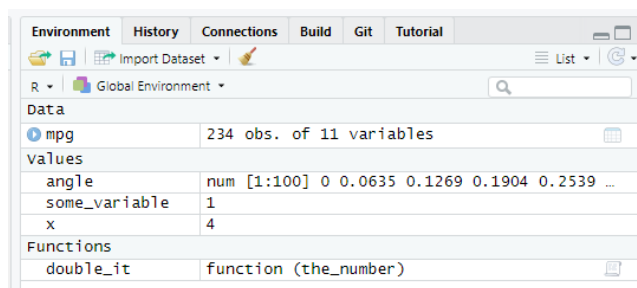 Environment History Connections Build Git Tutorial
Import Dataset List
R Global Environment
Data
mpg 234 obs. of 11 variables
Values
angle num [1:100] 0 0.0635 0.1269 0.1904 0.2539 …
some_variable 1
x 4
Functions
double_it function (the_number)